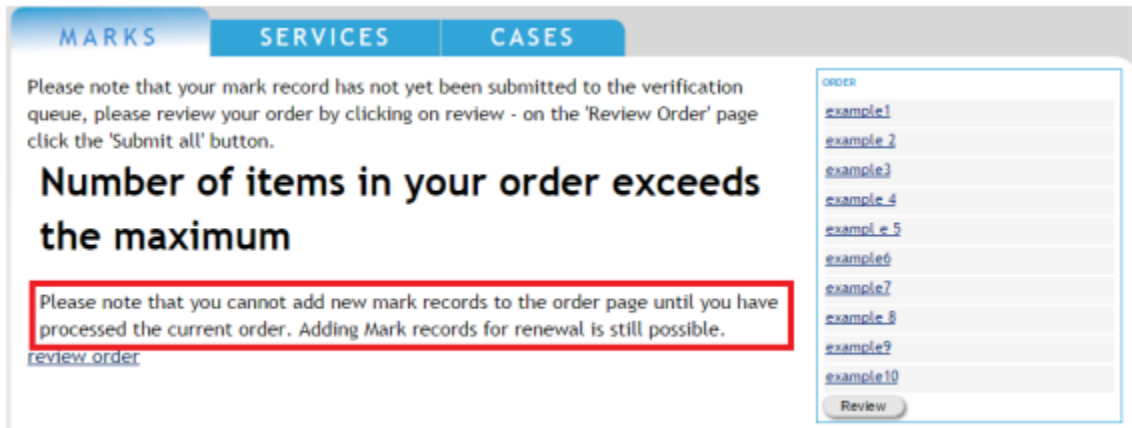 MARKS SERVICES CASES
Please note that your mark record has not yet been submitted to the verification
queue, please review your order by clicking on review - on the 'Review Order' page
click the 'Submit all' button.
Number of items in your order exceeds
the maximum
Please note that you cannot add new mark records to the order page until you have
processed the current order. Adding Mark records for renewal is still possible.
review order
ORDER
example1
example 2
example3
example 4
exampl e 5
example6
example7
example 8
example9
example10
Review